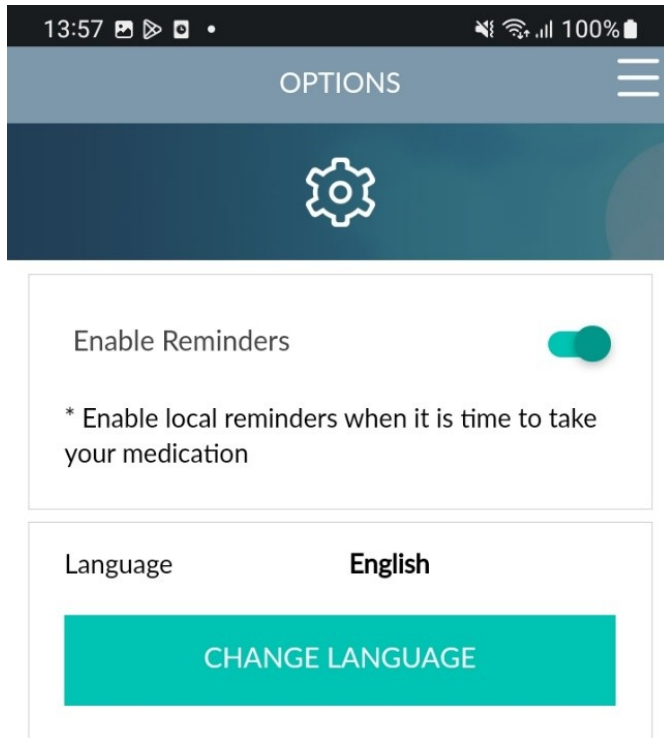 13:57 100%
OPTIONS
Enable Reminders
* Enable local reminders when it is time to take
your medication
Language English
CHANGE LANGUAGE